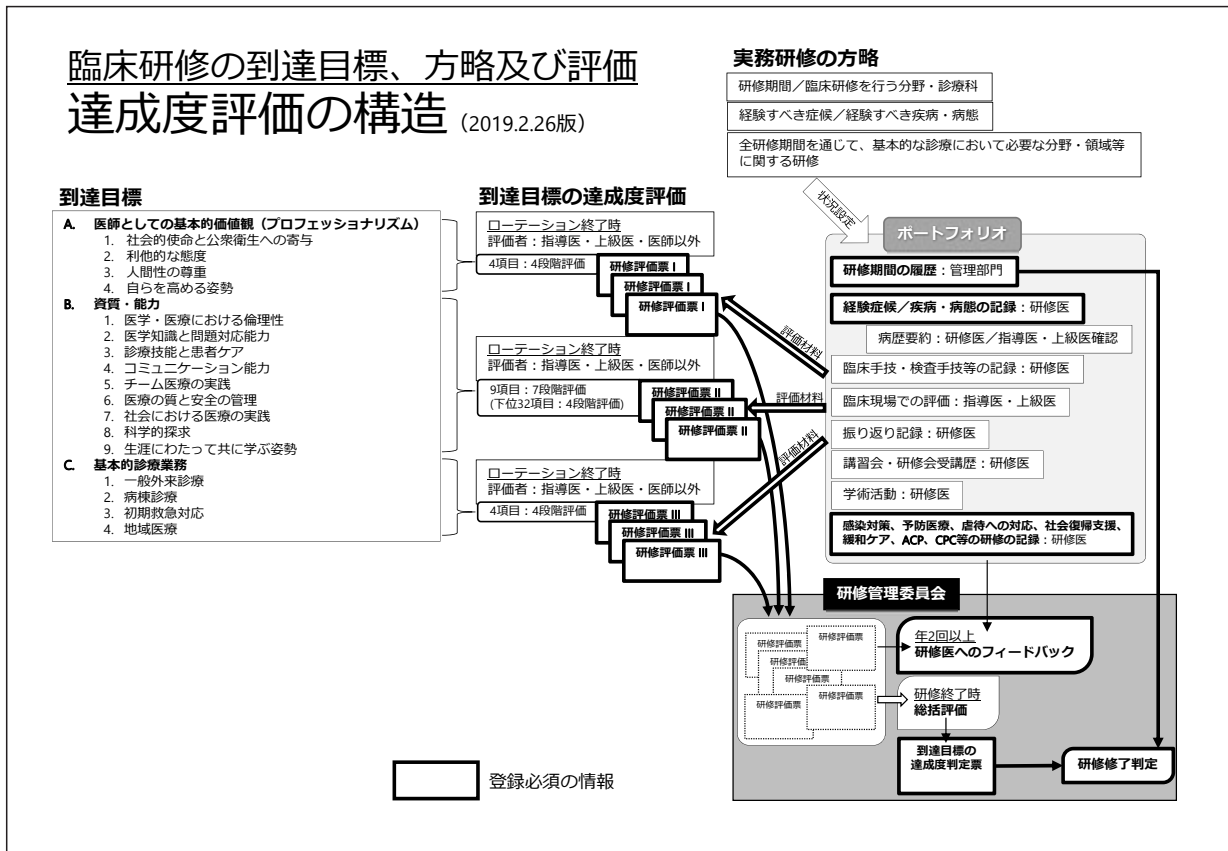 臨床研修の到達目標、方略及び評価
達成度評価の構造（2019.2.26版）
実務研修の方略
研修期間／臨床研修を行う分野・診療科
経験すべき症候／経験すべき疾病・病態
全研修期間を通じて、基本的な診療において必要な分野・領域等
に関する研修
状況設定
到達目標
A. 医師としての基本的価値観（プロフェッショナリズム）
1. 社会的使命と公衆衛生への寄与
2. 利他的な態度
3. 人間性の尊重
4. 自らを高める姿勢
B. 資質・能力
1. 医学・医療における倫理性
2. 医学知識と問題対応能力
3. 診療技能と患者ケア
4. コミュニケーション能力
5. チーム医療の実践
6. 医療の質と安全の管理
7. 社会における医療の実践
8. 科学的探求
9. 生涯にわたって共に学ぶ姿勢
C. 基本的診療業務
1. 一般外来診療
2. 病棟診療
3. 初期救急対応
4. 地域医療
到達目標の達成度評価
ローテーション終了時
評価者：指導医・上級医・医師以外
4項目：4段階評価
研修評価票 I
研修評価票 I
研修評価票 I
ローテーション終了時
評価者：指導医・上級医・医師以外
9項目：7段階評価
(下位32項目：4段階評価)
研修評価票 II
研修評価票 II
研修評価票 II
ローテーション終了時
評価者：指導医・上級医・医師以外
4項目：4段階評価
研修評価票 III
研修評価票 III
研修評価票 III
評価材料
評価材料
評価材料
ポートフォリオ
研修期間の履歴：管理部門
経験症候／疾病・病態の記録：研修医
病歴要約：研修医／指導医・上級医確認
臨床手技・検査手技等の記録：研修医
臨床現場での評価：指導医・上級医
振り返り記録：研修医
講習会・研修会受講歴：研修医
学術活動：研修医
感染対策、予防医療、虐待への対応、社会復帰支援、
緩和ケア、ACP、CPC等の研修の記録：研修医
研修管理委員会
研修評価票
研修評価票
研修評価票
研修評価票
研修評価票
研修評価票
年2回以上
研修医へのフィードバック
研修終了時
総括評価
到達目標の
達成度判定票
研修修了判定
登録必須の情報